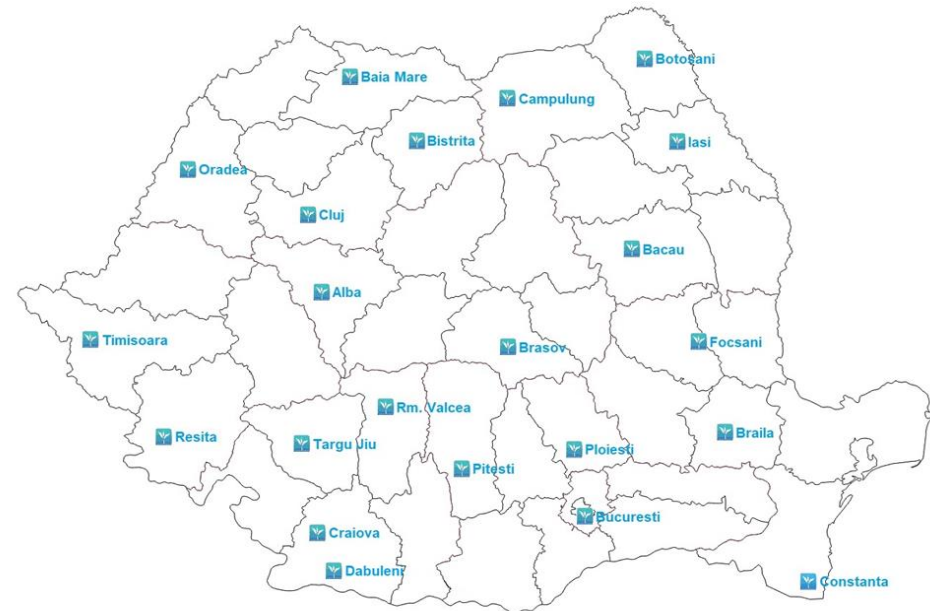 Botosani
Baia Mare
Campulung
Bistrita
Iasi
Oradea
Cluj
Bacau
Alba
Timisoara
Brasov
Focsani
Rm. Valcea
Resita
Targu Jiu
Braila
Ploiesti
Pitesti
Bucuresti
Craiova
Dabuleni
Constanta